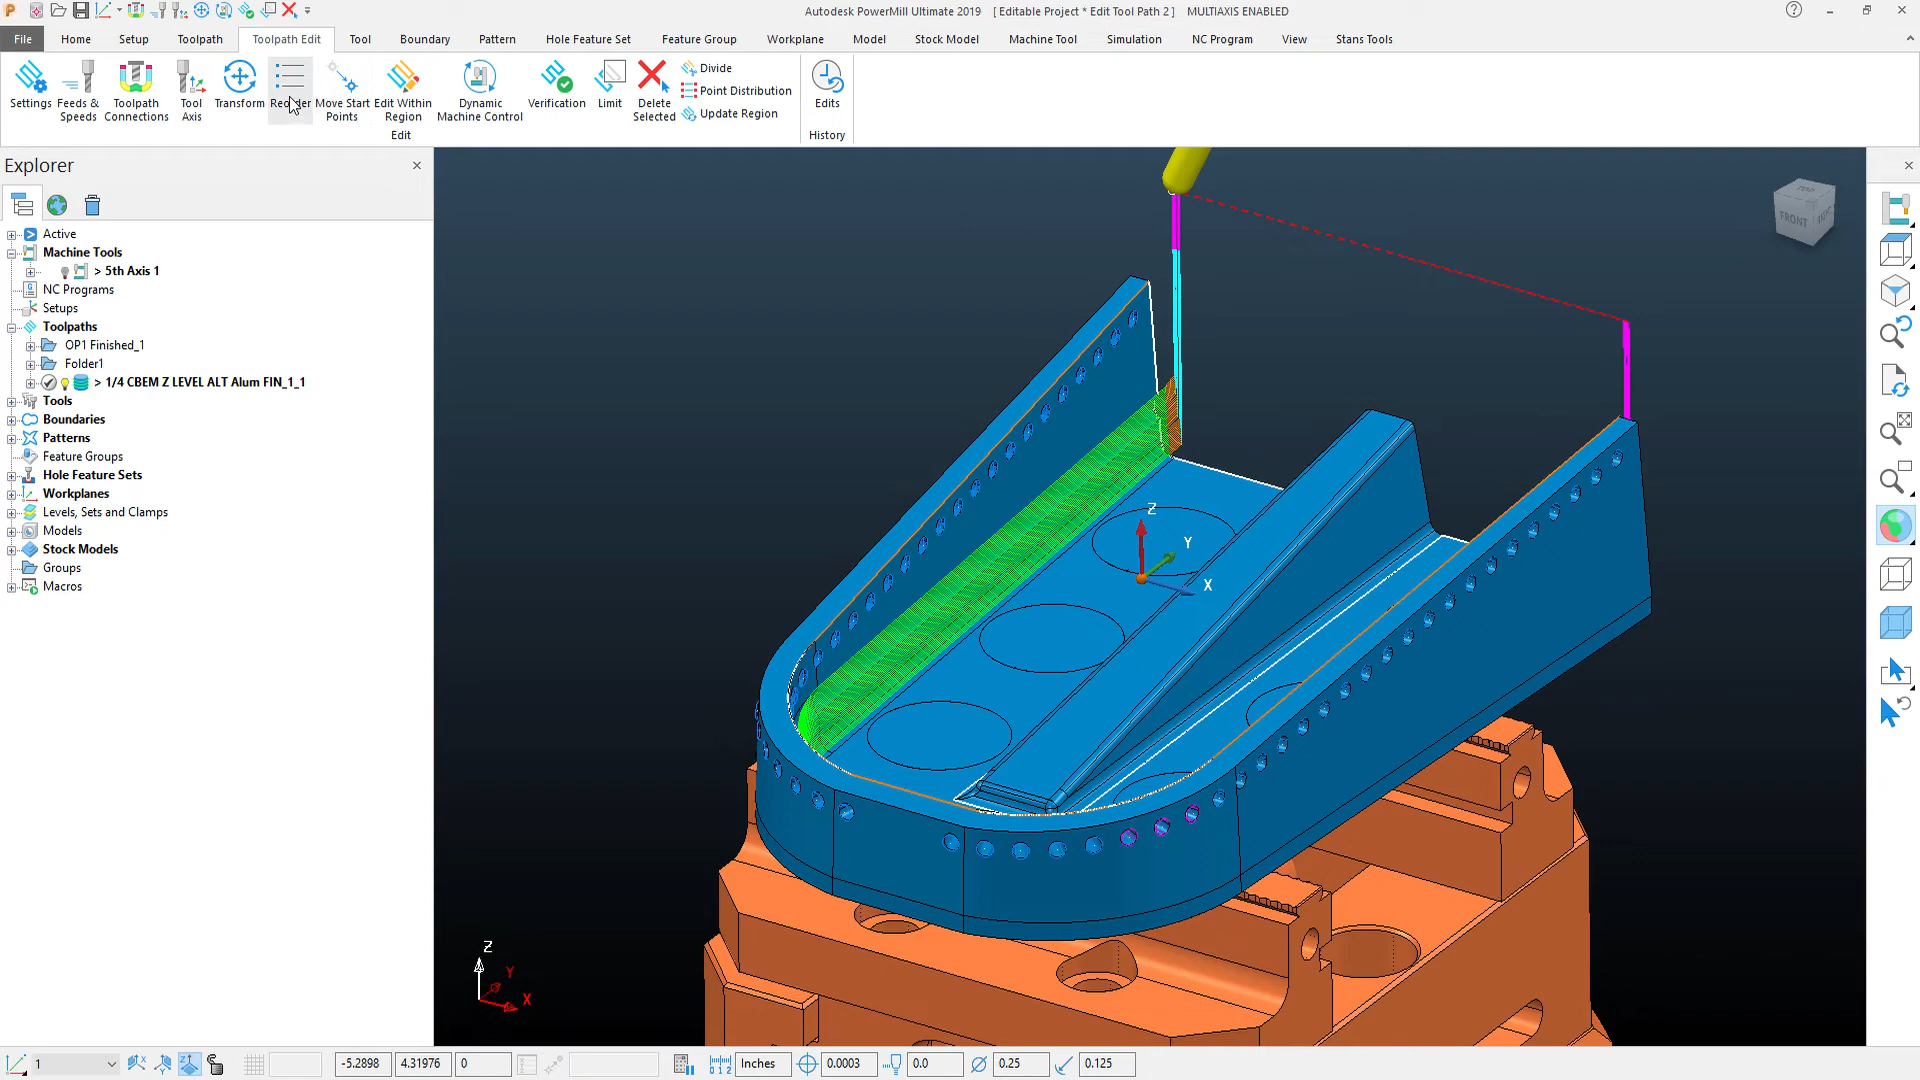 Autodesk PowerMill Ultimate 2019 [ Editable Project * Edit Tool Path 2 ] MULTIAXIS ENABLED
File Home Setup Toolpath Toolpath Edit Tool Boundary Pattern Hole Feature Set Feature Group Workplane Model Stock Model Machine Tool Simulation NC Program View Stans Tools
Settings
Feeds & Speeds
Toolpath Connections
Tool Axis
Transform
Reorder
Move Start Points
Edit Within Region
Dynamic Machine Control
Verification
Limit
Delete Selected
Divide
Point Distribution
Update Region
Edits
Edit
History
Explorer
Active
Machine Tools
> 5th Axis 1
NC Programs
Setups
Toolpaths
OP1 Finished_1
Folder1
> 1/4 CBEM Z LEVEL ALT Alum FIN_1_1
Tools
Boundaries
Patterns
Feature Groups
Hole Feature Sets
Workplanes
Levels, Sets and Clamps
Models
Stock Models
Groups
Macros
TOP
FRONT
Z
Y
X
Z
Y
X
1 -5.2898 4.31976 0 Inches 0.0003 0.0 0.25 0.125